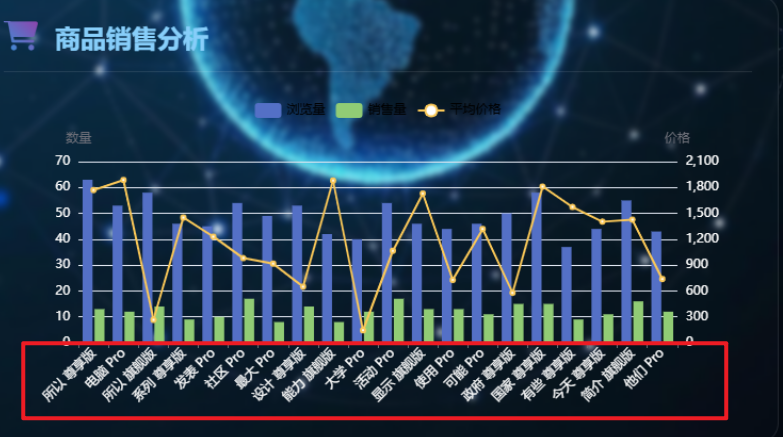 商品销售分析
浏览量 销售量 平均价格
数量 价格
70 2,100
60 1,800
50 1,500
40 1,200
30 900
20 600
10 300
0 0
所以 尊享版
电脑 Pro
所以 旗舰版
系列 尊享版
发表 Pro
社区 Pro
最大 Pro
设计 尊享版
能力 旗舰版
大学 Pro
活动 Pro
显示 旗舰版
使用 Pro
可能 Pro
政府 尊享版
国家 尊享版
有些 尊享版
今天 尊享版
简介 旗舰版
他们 Pro